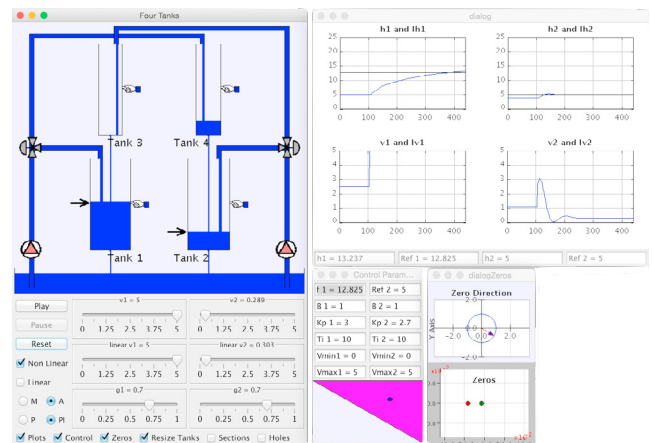 Four Tanks
Tank 3
Tank 4
Tank 1
Tank 2
Play
Pause
Reset
Non Linear
Linear
M A
P PI
v1 = 5
0 1.25 2.5 3.75 5
v2 = 0.289
0 1.25 2.5 3.75 5
linear v1 = 5
0 1.25 2.5 3.75 5
linear v2 = 0.303
0 1.25 2.5 3.75 5
g1 = 0.7
0 0.25 0.5 0.75 1
g2 = 0.7
0 0.25 0.5 0.75 1
Plots Control Zeros Resize Tanks Sections Holes
dialog
h1 and lh1
25
20
15
10
5
0
0 100 200 300 400
h2 and lh2
25
20
15
10
5
0
0 100 200 300 400
v1 and lv1
5
4
3
2
1
0
0 100 200 300 400
v2 and lv2
5
4
3
2
1
0
0 100 200 300 400
h1 = 13.237 Ref 1 = 12.825 h2 = 5 Ref 2 = 5
Control Param...
f 1 = 12.825 Ref 2 = 5
B 1 = 1 B 2 = 1
Kp 1 = 3 Kp 2 = 2.7
Ti 1 = 10 Ti 2 = 10
Vmin1 = 0 Vmin2 = 0
Vmax1 = 5 Vmax2 = 5
dialogZeros
Zero Direction
Y Axis
2.0
0.0
-2.0
-2.0 0.0 2.0
Zeros